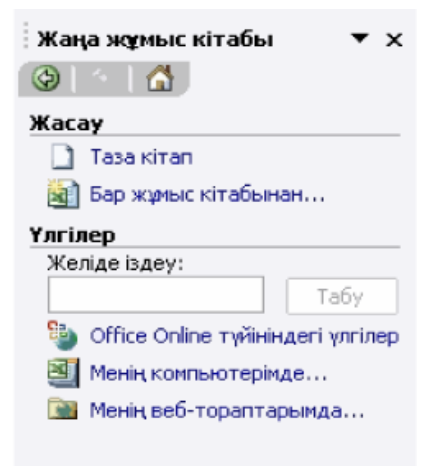 Жаңа жұмыс кітабы
Жасау
Таза кітап
Бар жұмыс кітабынан...
Үлгілер
Желіде іздеу:
Табу
Office Online түйініндегі үлгілер
Менің компьютерімде...
Менің веб-тораптарымда...